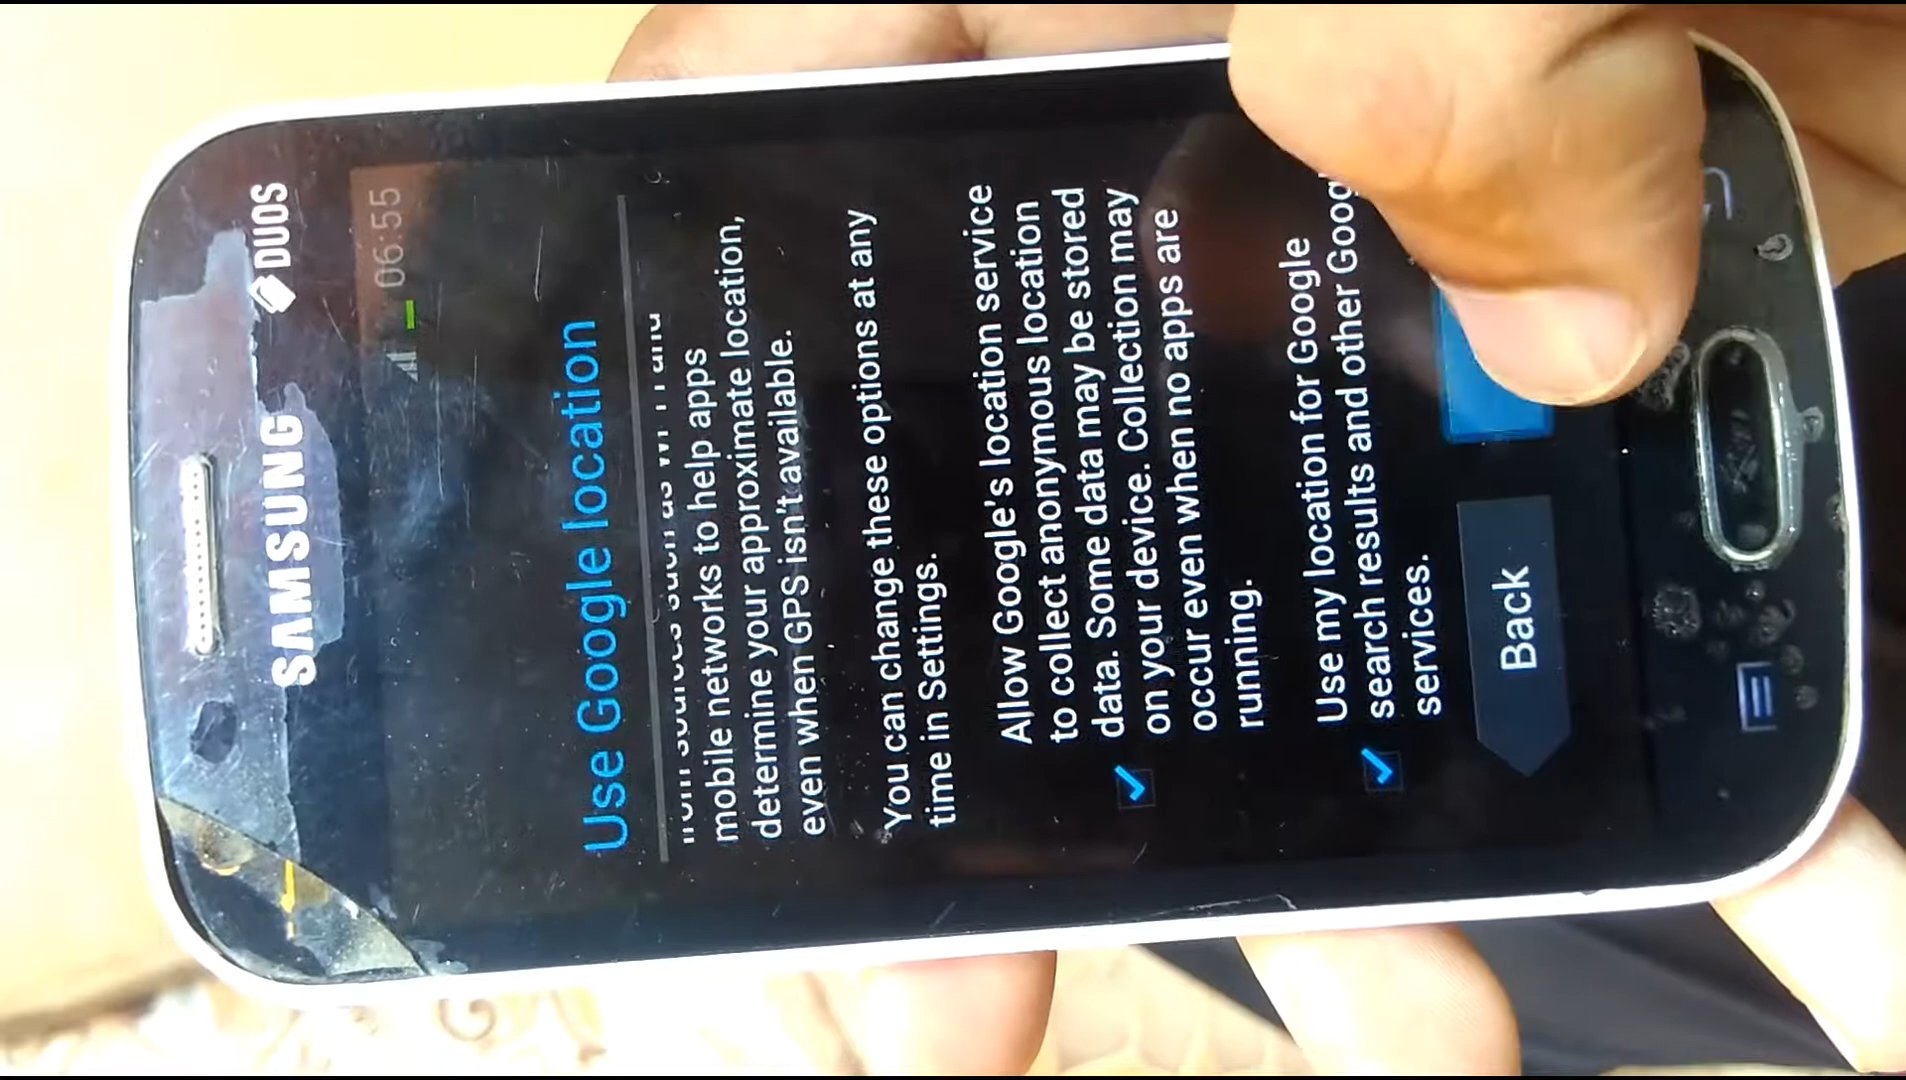 SAMSUNG
DUOS
06:55
Use Google location
mobile networks to help apps
determine your approximate location,
even when GPS isn't available.
You can change these options at any
time in Settings.
Allow Google's location service
to collect anonymous location
data. Some data may be stored
on your device. Collection may
occur even when no apps are
running.
Use my location for Google
search results and other Goog
services.
Back